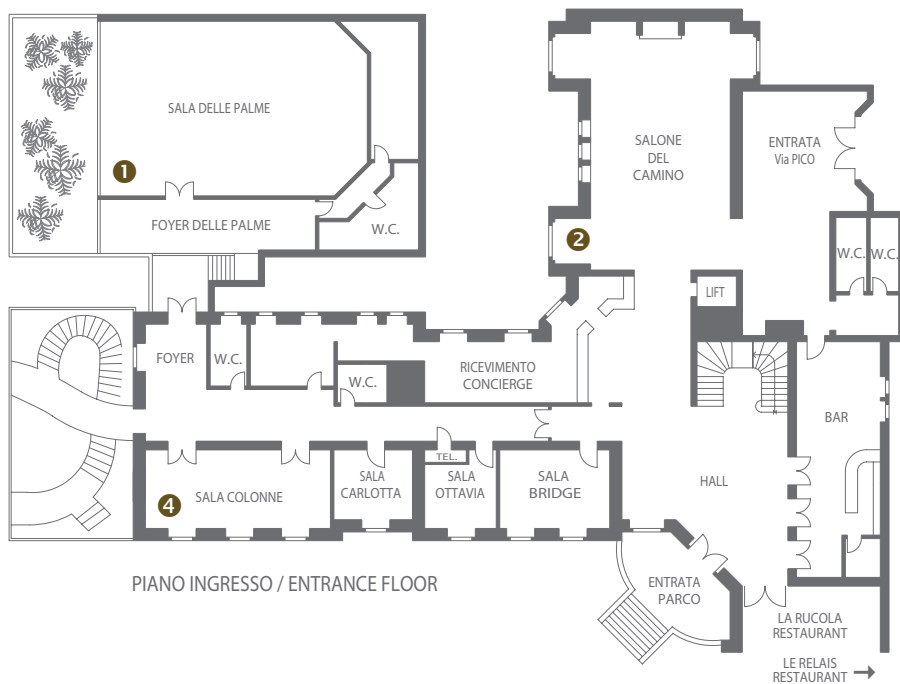 SALA DELLE PALME
1
FOYER DELLE PALME
W.C.
SALONE
DEL
CAMINO
2
ENTRATA
Via PICO
W.C.
W.C.
LIFT
FOYER
W.C.
W.C.
RICEVIMENTO
CONCIERGE
BAR
HALL
4
SALA COLONNE
SALA
CARLOTTA
TEL.
SALA
OTTAVIA
SALA
BRIDGE
PIANO INGRESSO / ENTRANCE FLOOR
ENTRATA
PARCO
LA RUCOLA
RESTAURANT
LE RELAIS
RESTAURANT